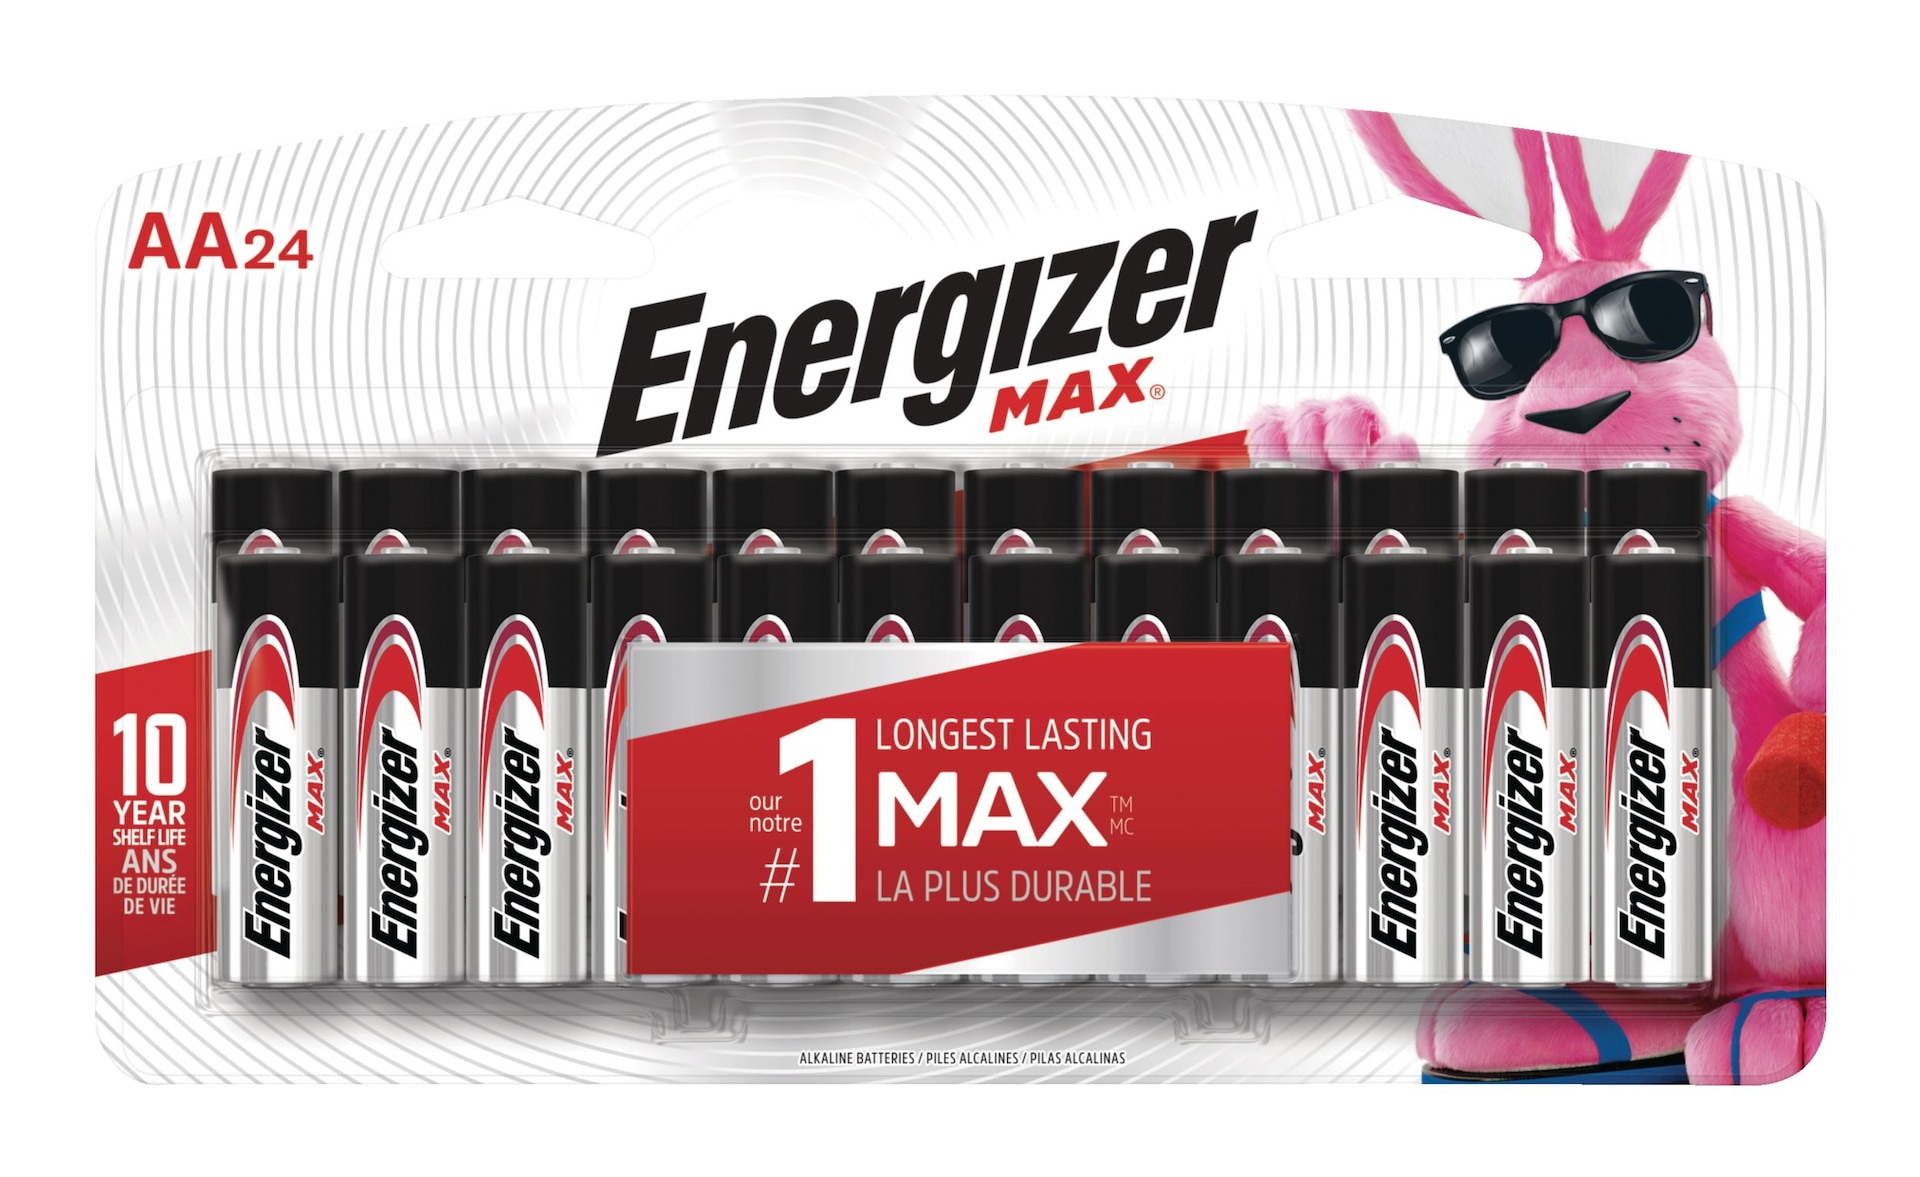 AA24
Energizer
MAX®
10
YEAR
SHELF LIFE
ANS
DE DURÉE
DE VIE
our
notre
#1
LONGEST LASTING
MAX™
MC
LA PLUS DURABLE
Energizer
MAX®
Energizer
MAX®
Energizer
MAX®
MAX®
Energizer
MAX®
Energizer
MAX®
Energizer
MAX®
ALKALINE BATTERIES / PILES ALCALINES / PILAS ALCALINAS